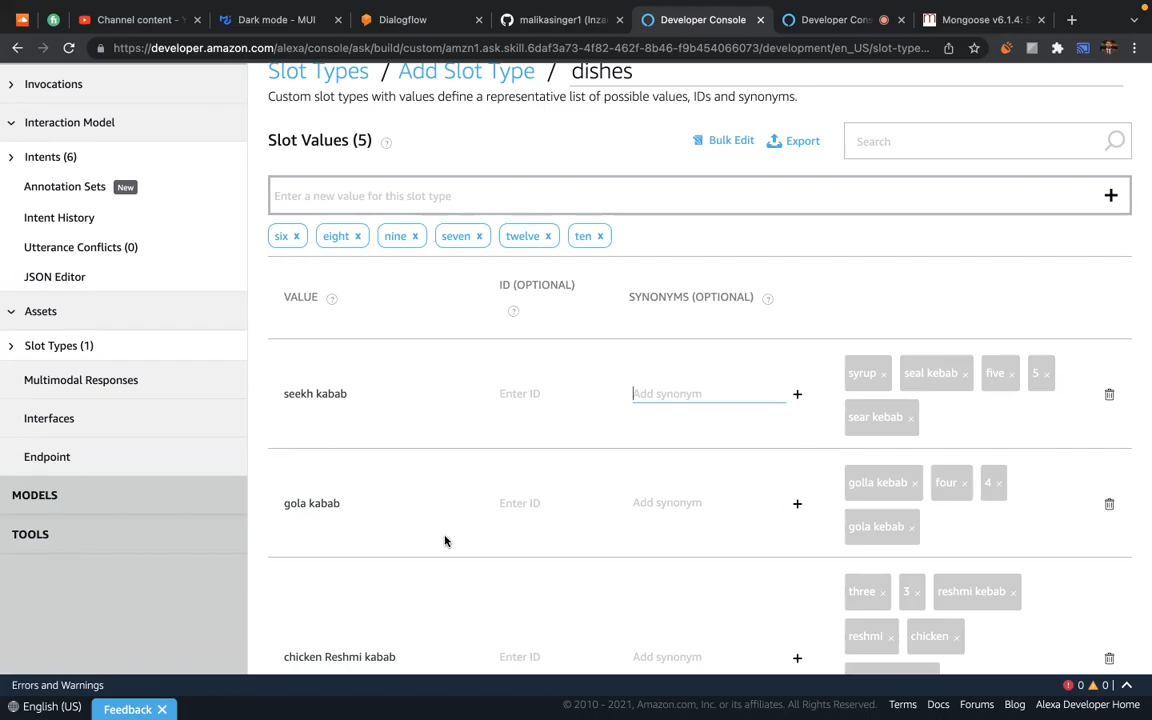 Channel content - Y
Dark mode - MUI
Dialogflow
malikasinger1 (Inza
Developer Console
Developer Con
Mongoose v6.1.4: S
https://developer.amazon.com/alexa/console/ask/build/custom/amzn1.ask.skill.6daf3a73-4f82-462f-8b46-f9b454066073/development/en_US/slot-type...
Invocations
Interaction Model
Intents (6)
Annotation Sets New
Intent History
Utterance Conflicts (0)
JSON Editor
Assets
Slot Types (1)
Multimodal Responses
Interfaces
Endpoint
MODELS
TOOLS
Slot Types / Add Slot Type / dishes
Custom slot types with values define a representative list of possible values, IDs and synonyms.
Slot Values (5) ? Bulk Edit Export Search
Enter a new value for this slot type +
six x eight x nine x seven x twelve x ten x
VALUE ? ID (OPTIONAL) ? SYNONYMS (OPTIONAL) ?
seekh kabab Enter ID Add synonym + syrup × seal kebab × five × 5 ×
sear kebab ×
gola kabab Enter ID Add synonym + golla kebab × four × 4 ×
gola kebab ×
three × 3 × reshmi kebab ×
reshmi × chicken ×
chicken Reshmi kabab Enter ID Add synonym +
Errors and Warnings 0 0 |
English (US) Feedback X © 2010 - 2021, Amazon.com, Inc. or its affiliates. All Rights Reserved. Terms Docs Forums Blog Alexa Developer Home